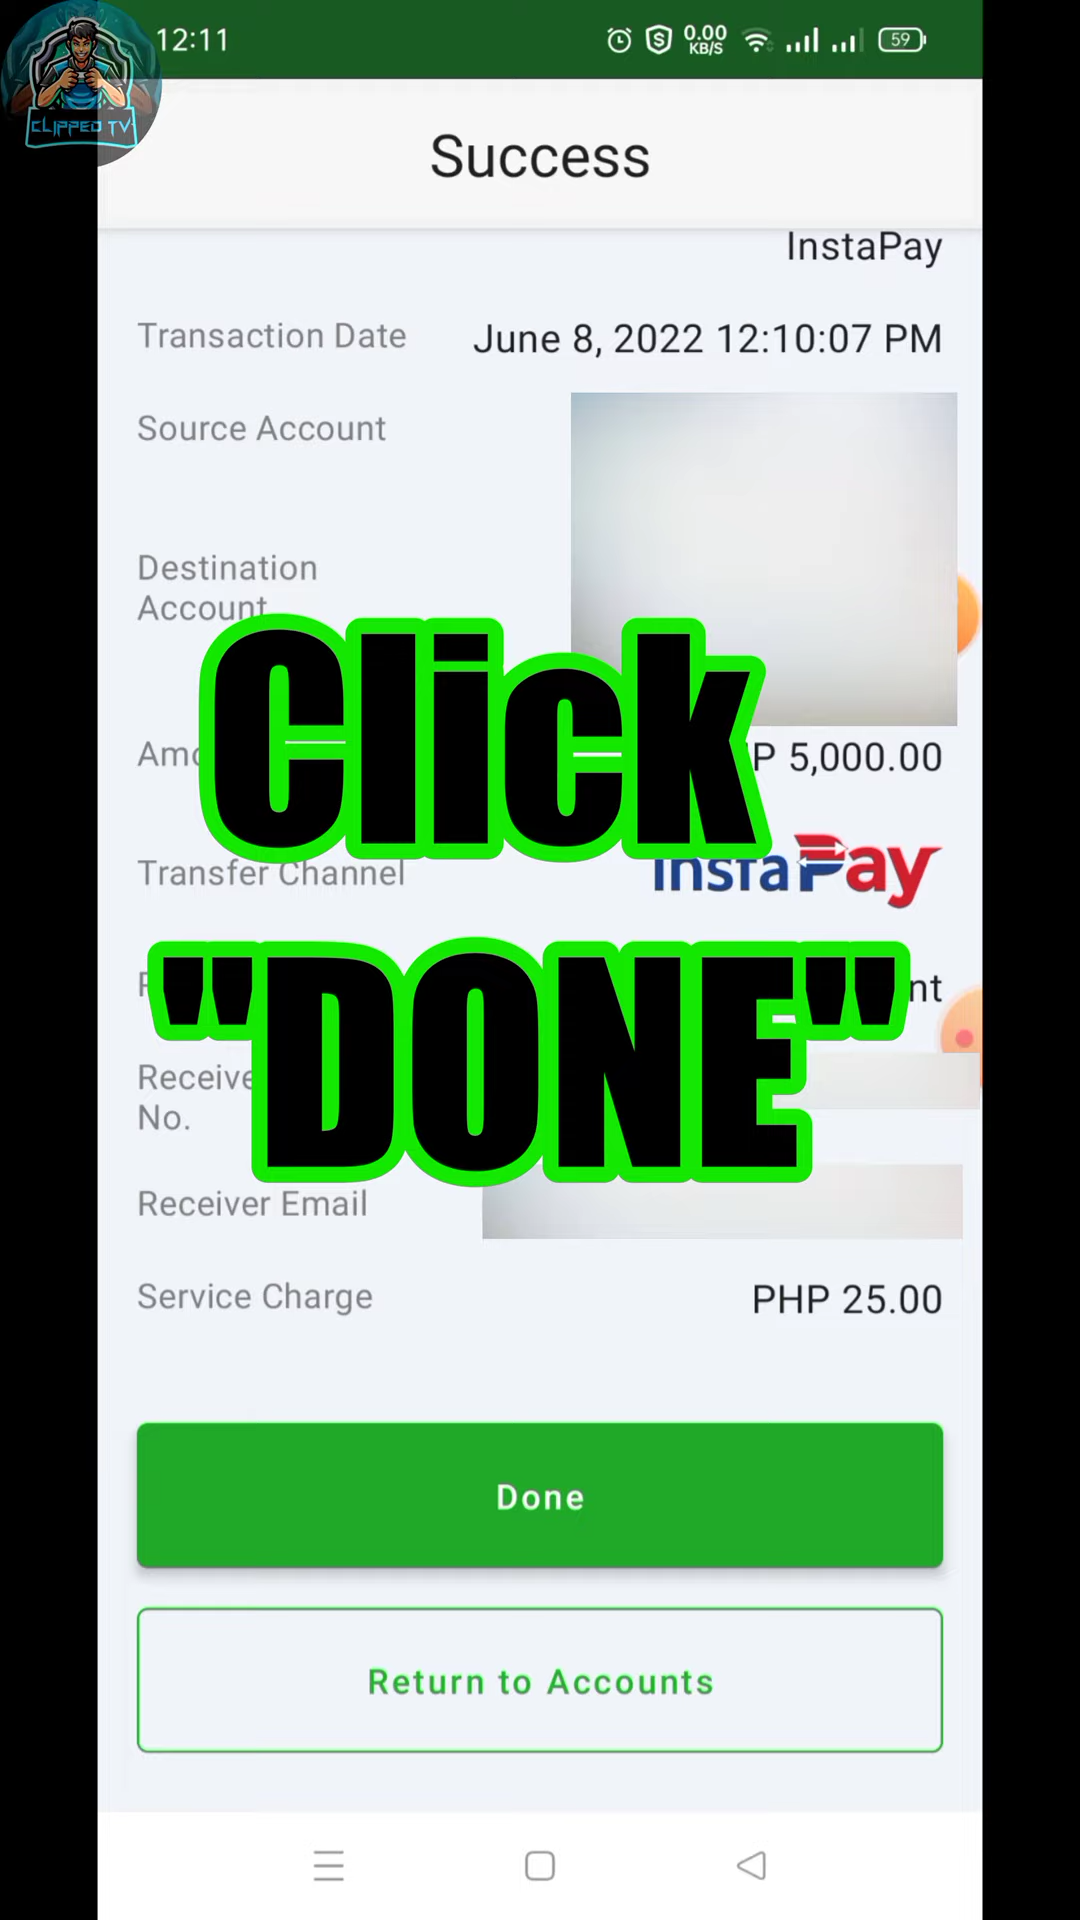 12:11
0.00
KB/S
59
CLIPPED TV
Success
InstaPay
Transaction Date
June 8, 2022 12:10:07 PM
Source Account
Destination
Account
Click
P 5,000.00
Transfer Channel
InstaPay
"DONE"
No.
Receiver Email
Service Charge
PHP 25.00
Done
Return to Accounts